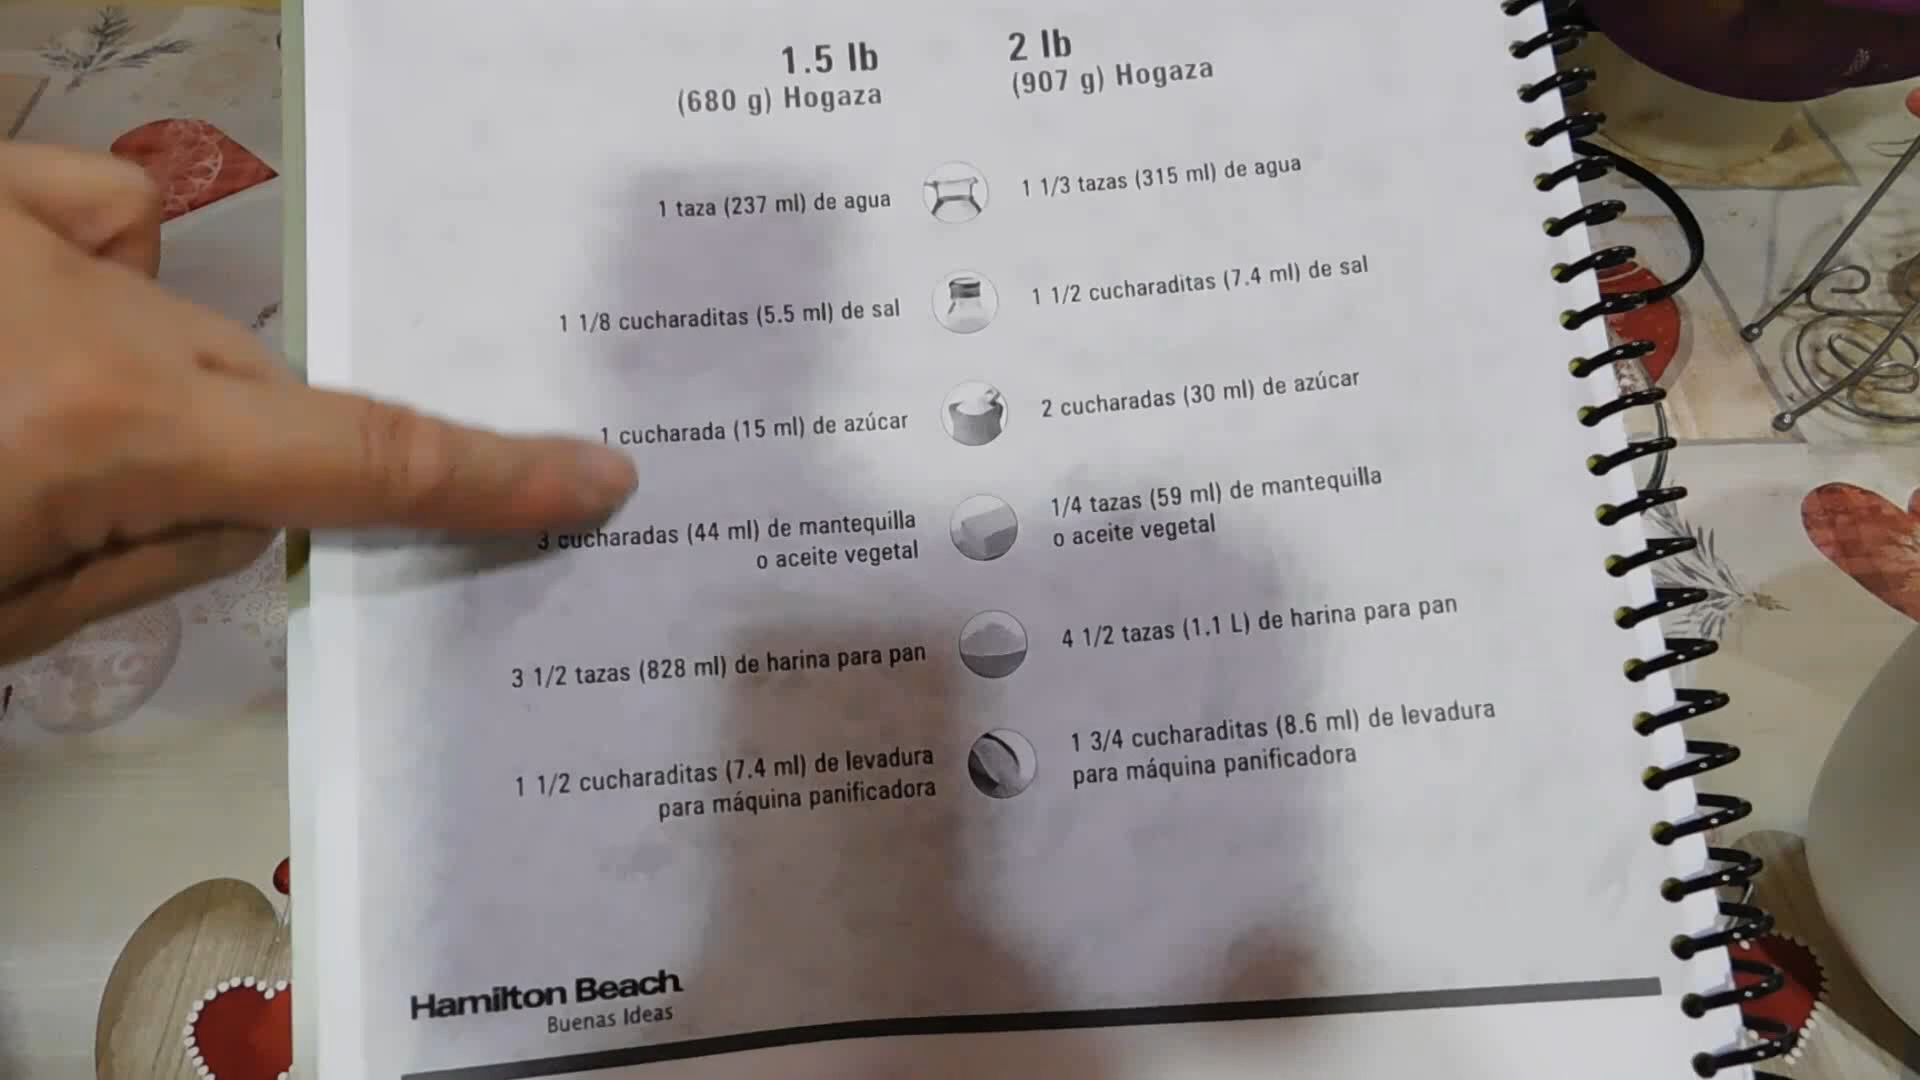 1.5 lb
(680 g) Hogaza
2 lb
(907 g) Hogaza
1 taza (237 ml) de agua
1 1/3 tazas (315 ml) de agua
1 1/8 cucharaditas (5.5 ml) de sal
1 1/2 cucharaditas (7.4 ml) de sal
1 cucharada (15 ml) de azúcar
2 cucharadas (30 ml) de azúcar
3 cucharadas (44 ml) de mantequilla
o aceite vegetal
1/4 tazas (59 ml) de mantequilla
o aceite vegetal
3 1/2 tazas (828 ml) de harina para pan
4 1/2 tazas (1.1 L) de harina para pan
1 1/2 cucharaditas (7.4 ml) de levadura
para máquina panificadora
1 3/4 cucharaditas (8.6 ml) de levadura
para máquina panificadora
Hamilton Beach
Buenas Ideas